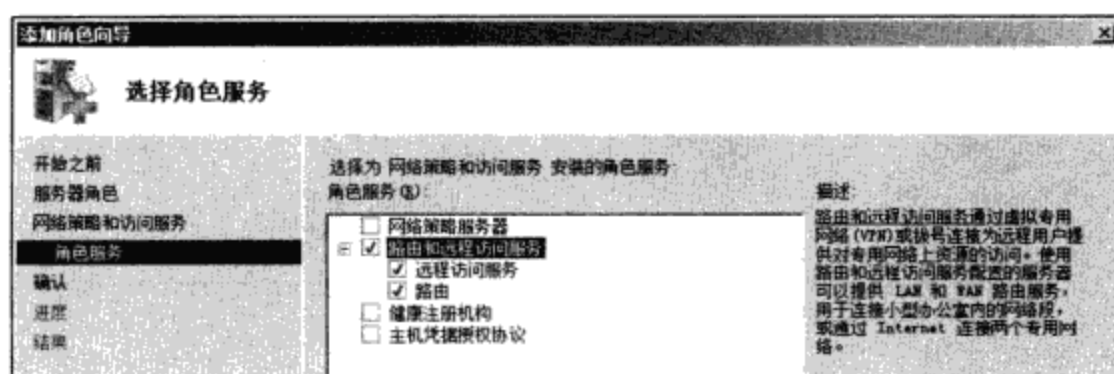 添加角色向导
选择角色服务
开始之前
服务器角色
网络策略和访问服务
角色服务
确认
进度
结果
选择为 网络策略和访问服务 安装的角色服务:
角色服务(R):
网络策略服务器
路由和远程访问服务
远程访问服务
路由
健康注册机构
主机凭据授权协议
描述:
路由和远程访问服务通过虚拟专用
网络(VPN)或拨号连接为远程用户提
供对专用网络上资源的访问。使用
路由和远程访问服务配置的服务器
可以提供 LAN 和 WAN 路由服务,
用于连接小型办公室内的网络段,
或通过 Internet 连接两个专用网
络。